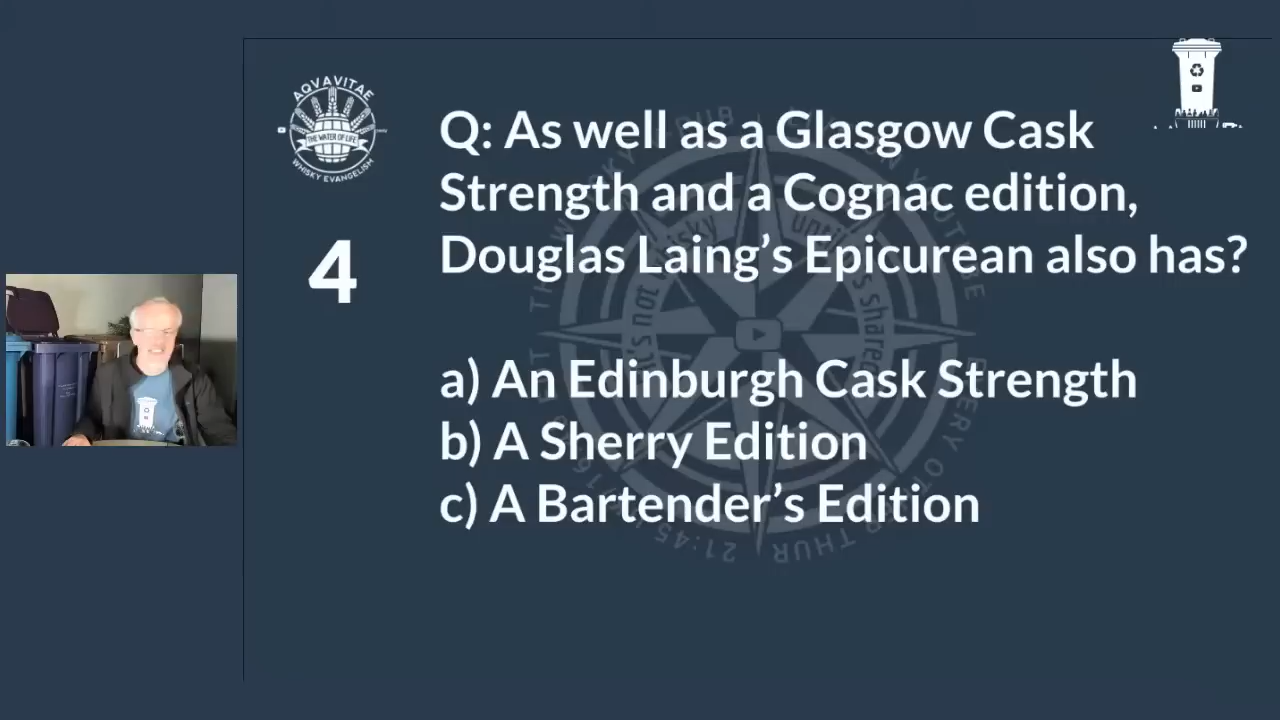 AQVAVITAE
THE WATER OF LIFE
WHISKY EVANGELISM
4
Q: As well as a Glasgow Cask
Strength and a Cognac edition,
Douglas Laing’s Epicurean also has?
a) An Edinburgh Cask Strength
b) A Sherry Edition
c) A Bartender’s Edition